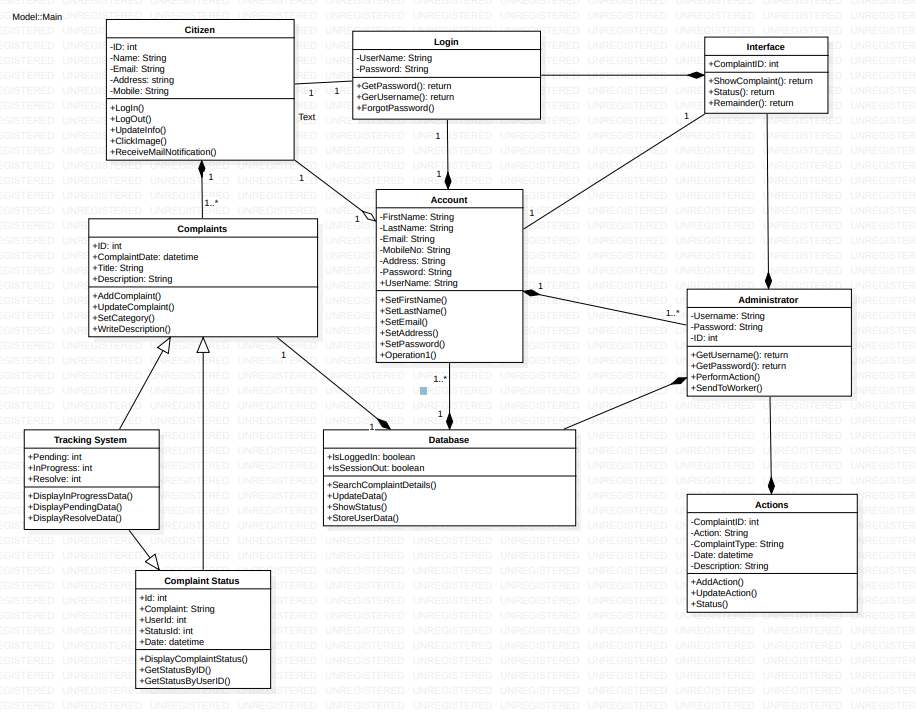 Model::Main
Citizen
-ID: int
-Name: String
-Email: String
-Address: string
-Mobile: String
+LogIn()
+LogOut()
+UpdateInfo()
+ClickImage()
+ReceiveMailNotification()
Login
-UserName: String
-Password: String
+GetPassword(): return
+GerUsername(): return
+ForgotPassword()
Interface
+ComplaintID: int
+ShowComplaint(): return
+Status(): return
+Remainder(): return
1
1
Text
1
1
1
1
1
1
1
1..*
Account
-FirstName: String
-LastName: String
-Email: String
-MobileNo: String
-Address: String
-Password: String
+UserName: String
+SetFirstName()
+SetLastName()
+SetEmail()
+SetAddress()
+SetPassword()
+Operation1()
Complaints
+ID: int
+ComplaintDate: datetime
+Title: String
+Description: String
+AddComplaint()
+UpdateComplaint()
+SetCategory()
+WriteDescription()
1
1..*
Administrator
-Username: String
-Password: String
-ID: int
+GetUsername(): return
+GetPassword(): return
+PerformAction()
+SendToWorker()
1
1
1..*
1
Tracking System
+Pending: int
+InProgress: int
+Resolve: int
+DisplayInProgressData()
+DisplayPendingData()
+DisplayResolveData()
Database
+IsLoggedIn: boolean
+IsSessionOut: boolean
+SearchComplaintDetails()
+UpdateData()
+ShowStatus()
+StoreUserData()
Actions
-ComplaintID: int
-Action: String
-ComplaintType: String
-Date: datetime
-Description: String
+AddAction()
+UpdateAction()
+Status()
Complaint Status
+Id: int
+Complaint: String
+UserId: int
+StatusId: int
+Date: datetime
+DisplayComplaintStatus()
+GetStatusByID()
+GetStatusByUserID()
UNREGISTERED